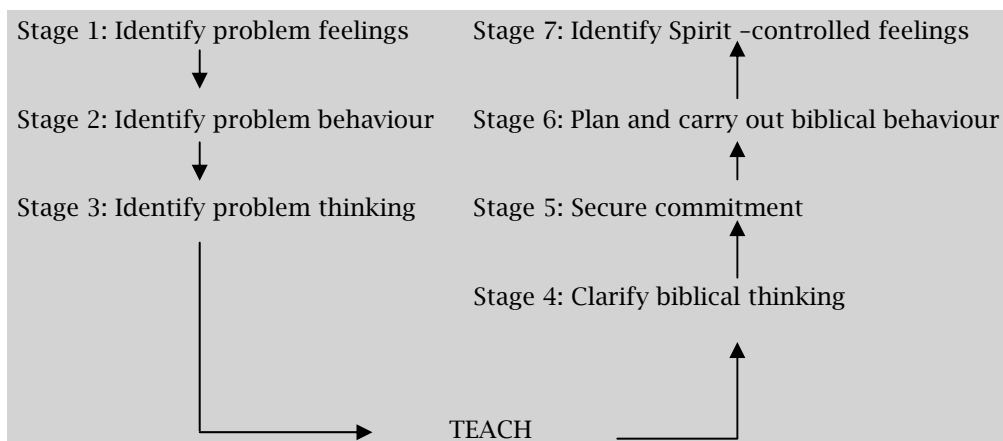 Stage 1: Identify problem feelings
Stage 2: Identify problem behaviour
Stage 3: Identify problem thinking
TEACH
Stage 4: Clarify biblical thinking
Stage 5: Secure commitment
Stage 6: Plan and carry out biblical behaviour
Stage 7: Identify Spirit –controlled feelings